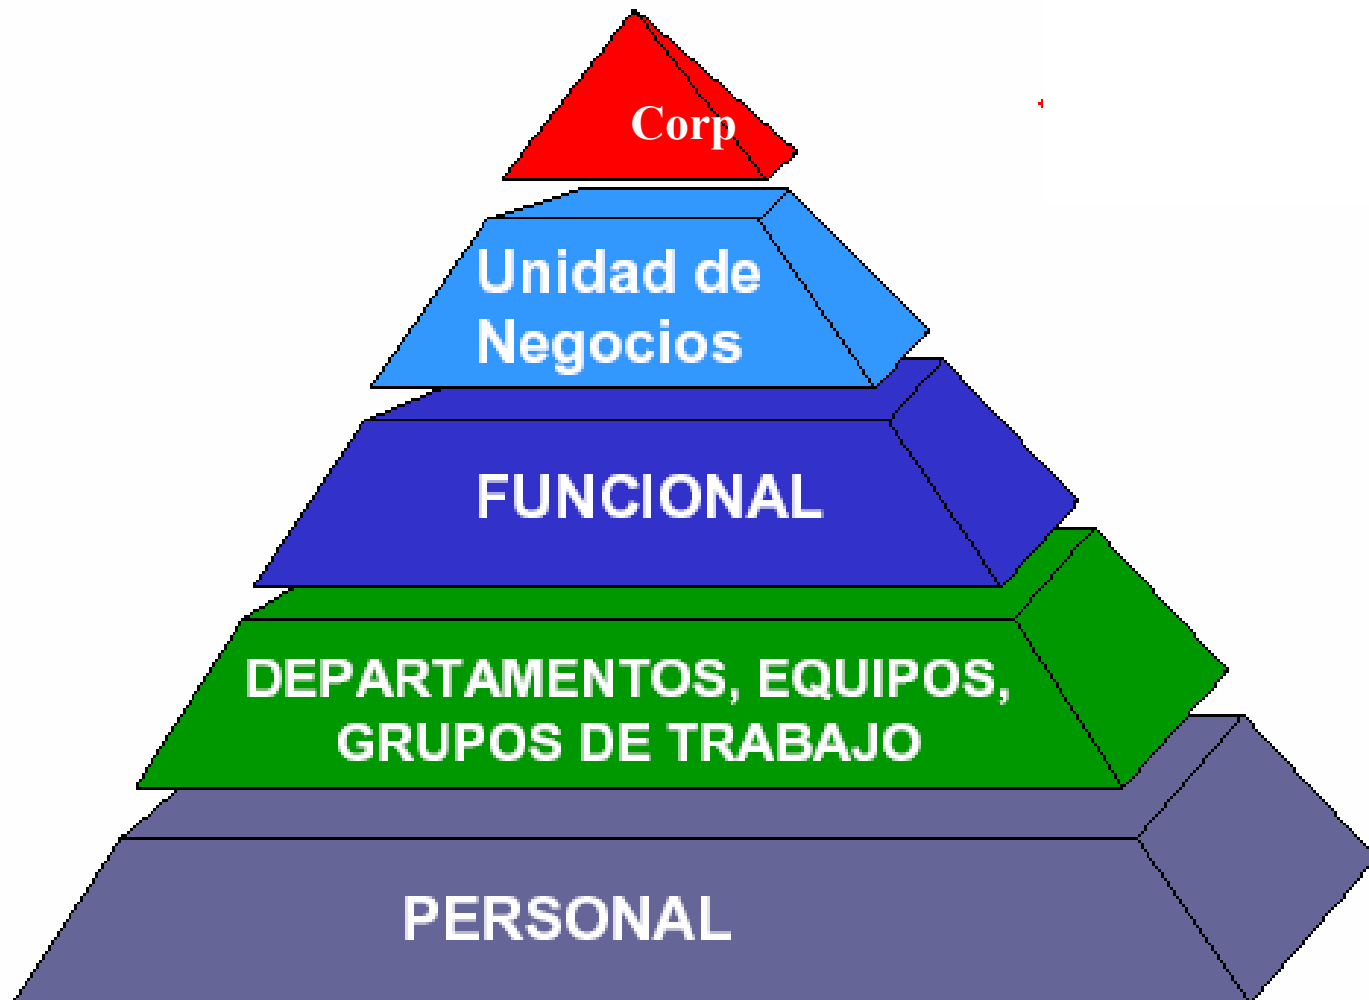 Corp
Unidad de
Negocios
FUNCIONAL
DEPARTAMENTOS, EQUIPOS,
GRUPOS DE TRABAJO
PERSONAL